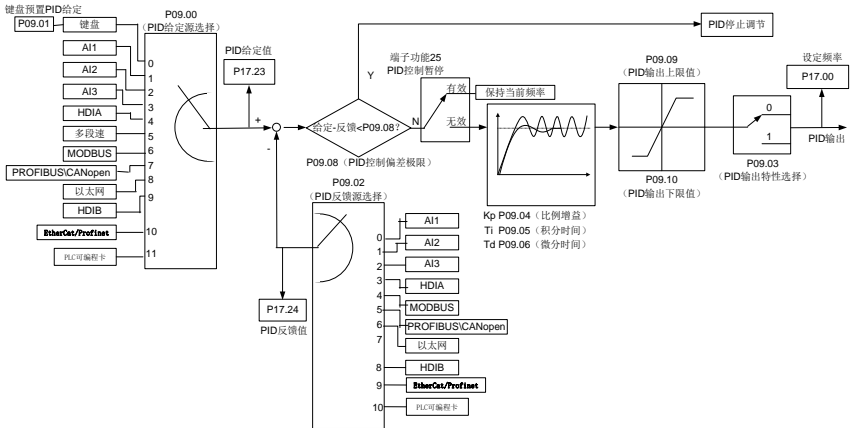 键盘预置PID给定
P09.01
键盘
AI1
AI2
AI3
HDIA
多段速
MODBUS
PROFIBUS\CANopen
以太网
HDIB
EtherCat/Profinet
PLC可编程卡
P09.00
(PID给定源选择)
0
1
2
3
4
5
6
7
8
9
10
11
PID给定值
P17.23
+
-
给定-反馈<P09.08?
Y
N
P09.08(PID控制偏差极限)
PID停止调节
端子功能25
PID控制暂停
有效
无效
保持当前频率
Kp P09.04(比例增益)
Ti P09.05(积分时间)
Td P09.06(微分时间)
P09.09
(PID输出上限值)
P09.10
(PID输出下限值)
0
1
P09.03
(PID输出特性选择)
设定频率
P17.00
PID输出
P09.02
(PID反馈源选择)
0
1
2
3
4
5
6
7
8
9
10
AI1
AI2
AI3
HDIA
MODBUS
PROFIBUS\CANopen
以太网
HDIB
EtherCat/Profinet
PLC可编程卡
P17.24
PID反馈值